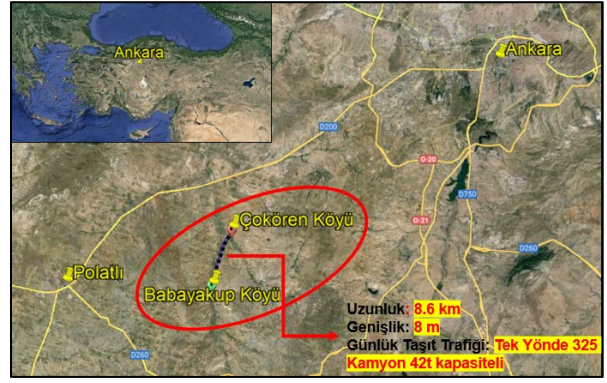 Ankara
Ankara
D200
O-20
D750
O-21
Çokören Köyü
D260
Polatlı
Babayakup Köyü
Uzunluk: 8.6 km
Genişlik: 8 m
Günlük Taşıt Trafiği: Tek Yönde 325
Kamyon 42t kapasiteli
D260